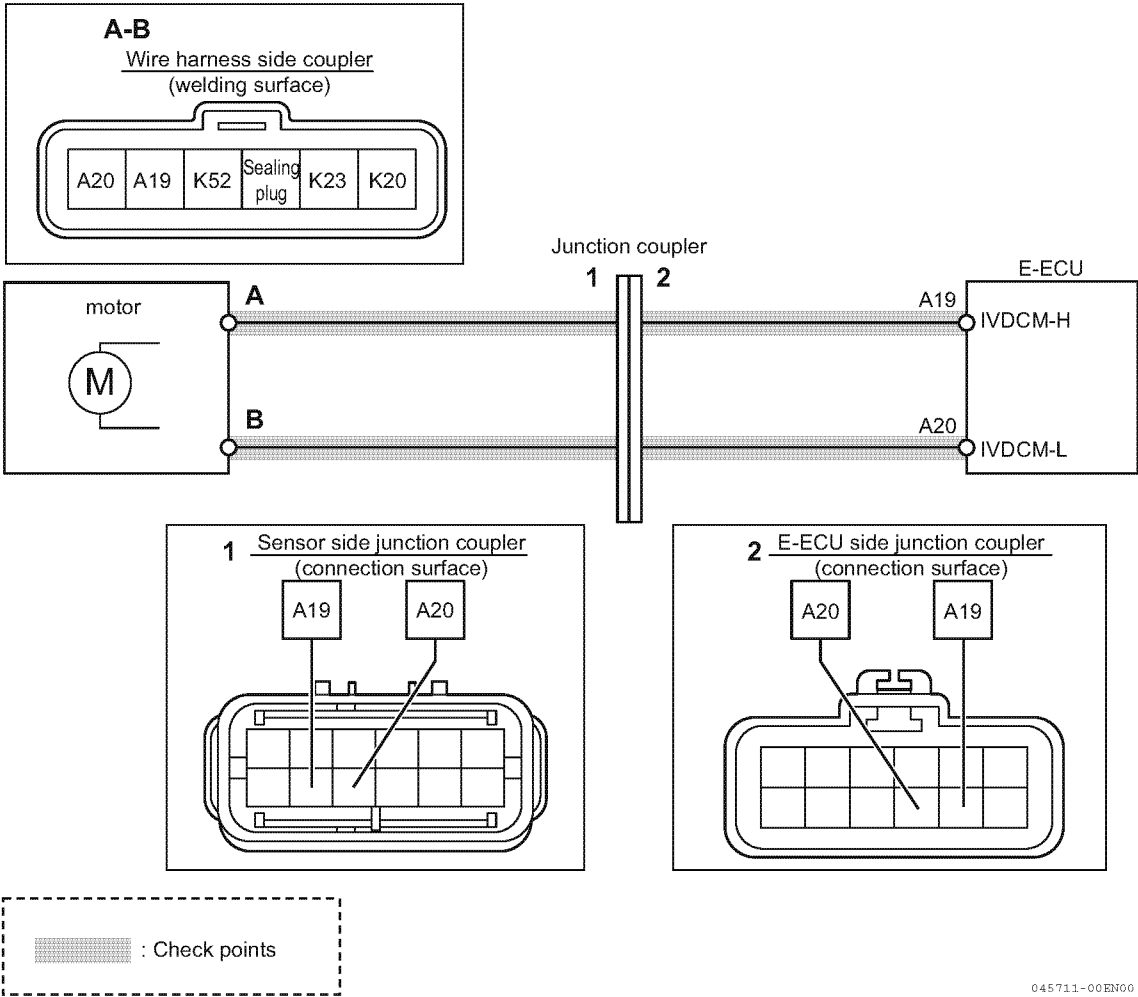 A-B
Wire harness side coupler
(welding surface)
A20 A19 K52 Sealing plug K23 K20
Junction coupler
1 2
E-ECU
motor
A
A19
IVDCM-H
M
B
A20
IVDCM-L
1 Sensor side junction coupler
(connection surface)
A19 A20
2 E-ECU side junction coupler
(connection surface)
A20 A19
: Check points
045711-00EN00